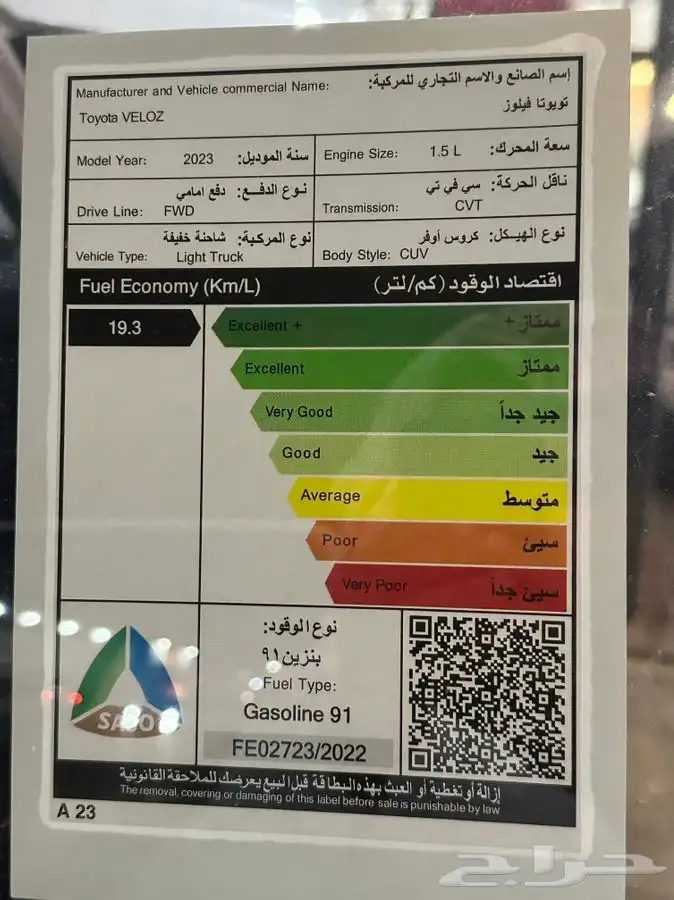 إسم الصانع والاسم التجاري للمركبة:
Manufacturer and Vehicle commercial Name:
تويوتا فيلوز
Toyota VELOZ
Model Year: 2023 سنة الموديل:
Engine Size: 1.5 L سعة المحرك:
نوع الدفع: دفع امامي
Drive Line: FWD
ناقل الحركة: سي في تي
Transmission: CVT
نوع المركبة: شاحنة خفيفة
Vehicle Type: Light Truck
نوع الهيكل: كروس أوفر
Body Style: CUV
Fuel Economy (Km/L) اقتصاد الوقود (كم/لتر)
19.3
Excellent + ممتاز +
Excellent ممتاز
Very Good جيد جداً
Good جيد
Average متوسط
Poor سيئ
Very Poor سيئ جداً
SASO
نوع الوقود:
بنزين ٩١
Fuel Type:
Gasoline 91
FE02723/2022
إزالة أو تغطية أو العبث بهذه البطاقة قبل البيع يعرضك للملاحقة القانونية
The removal, covering or damaging of this label before sale is punishable by law
A 23
حراج